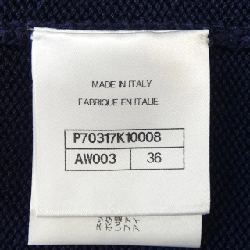 MADE IN ITALY
FABRIQUE EN ITALIE
P70317K10008
AW003 36